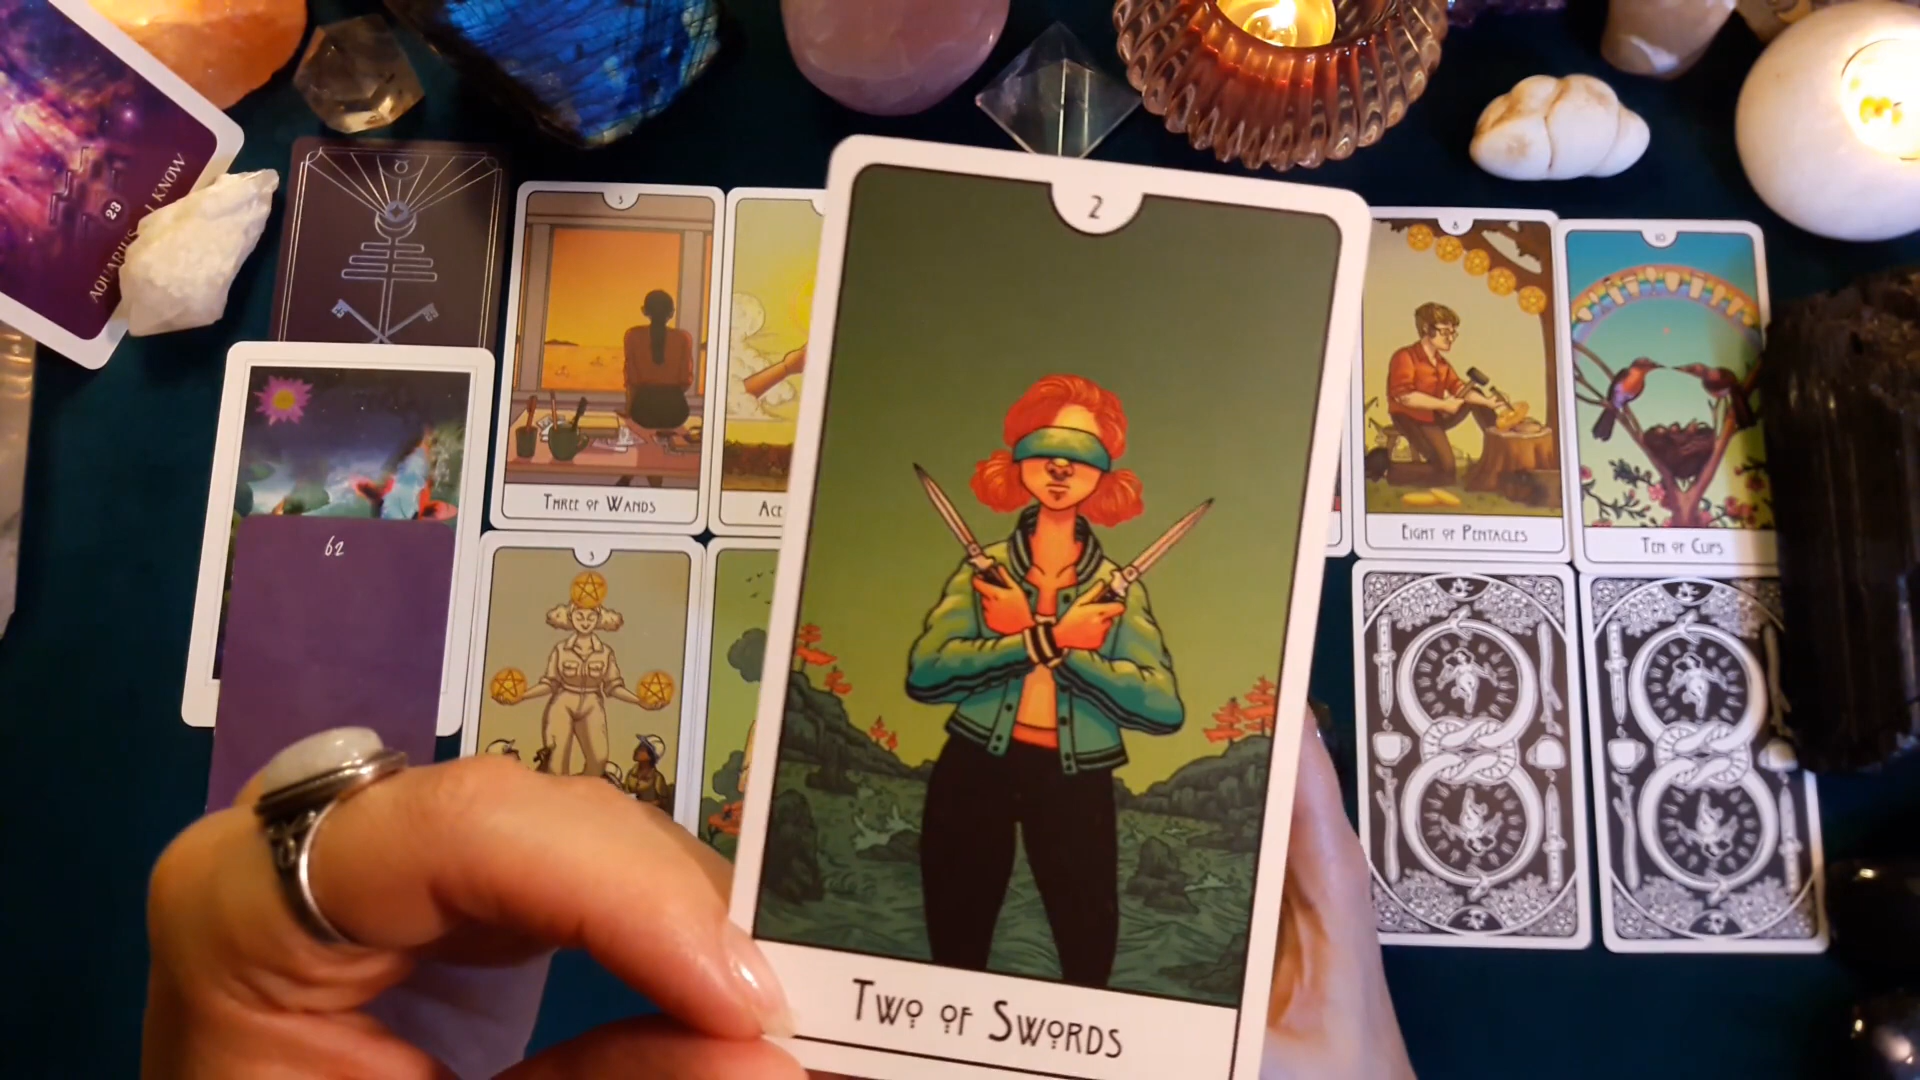 23
AQUARIUS
I KNOW
3
THREE OF WANDS
ACE
2
TWO OF SWORDS
8
EIGHT OF PENTACLES
10
TEN OF CUPS
62
3